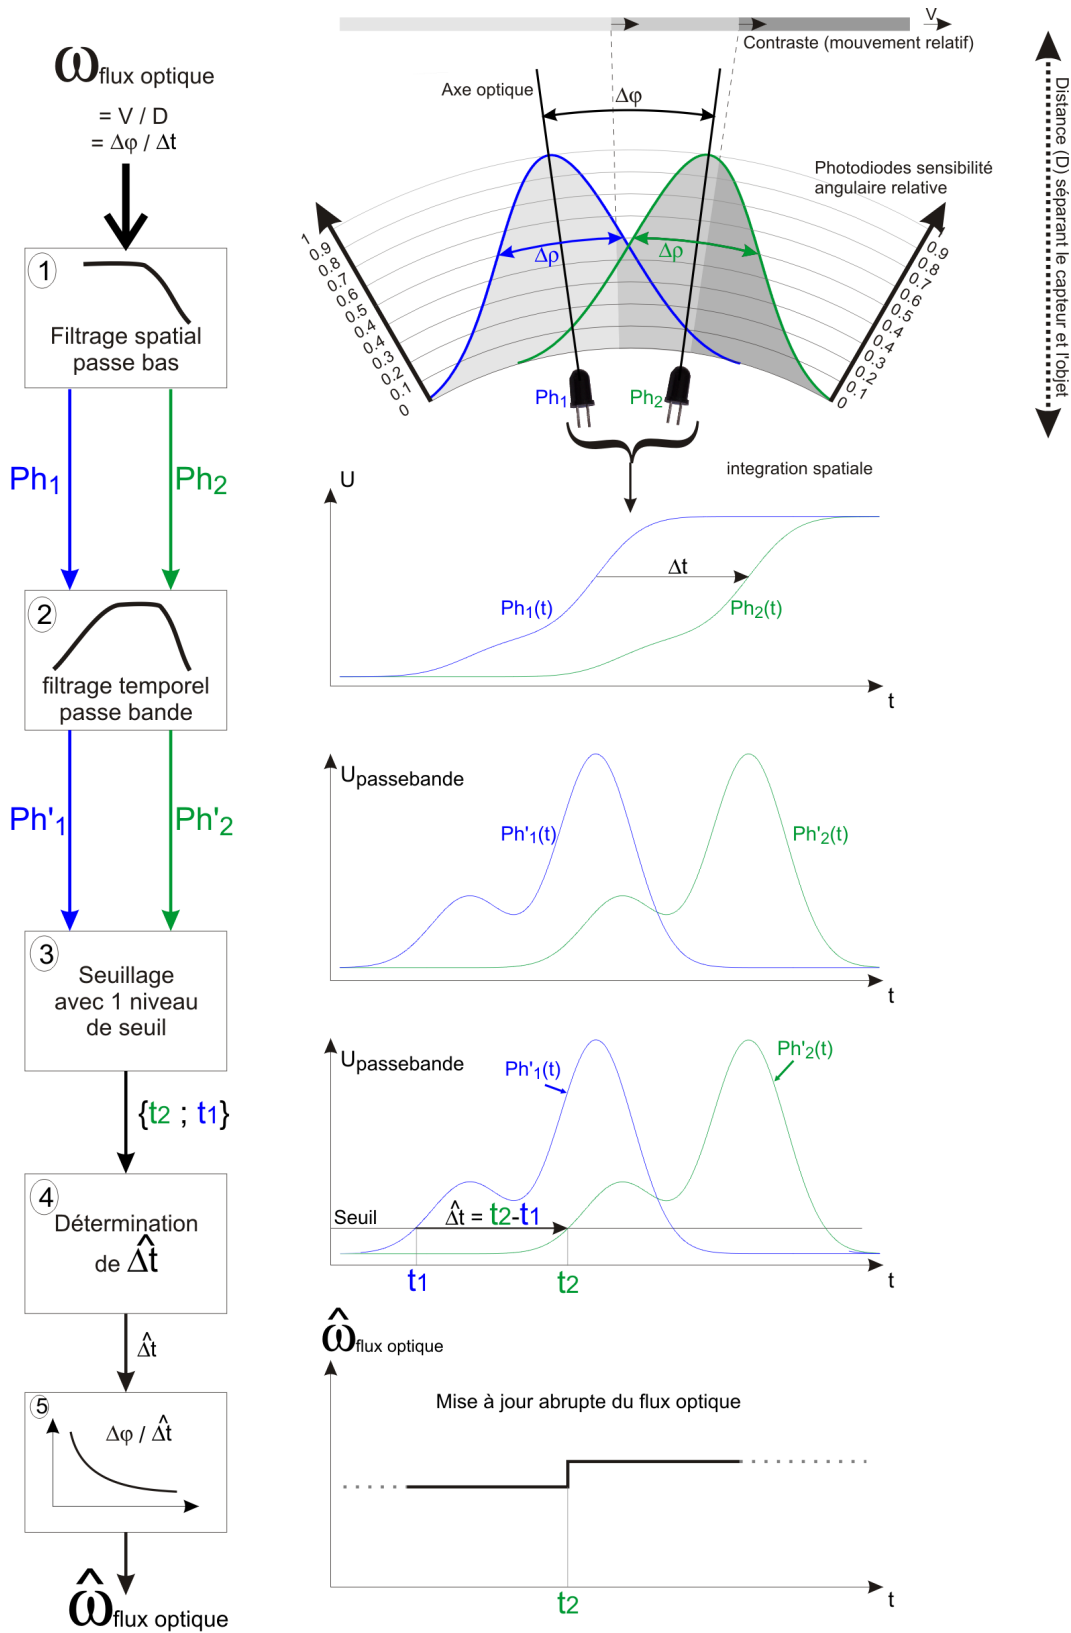 ω flux optique
= V / D
= Δφ / Δt
1
Filtrage spatial
passe bas
Ph1
Ph2
2
filtrage temporel
passe bande
Ph'1
Ph'2
3
Seuillage
avec 1 niveau
de seuil
{t2 ; t1}
4
Détermination
de Δ̂t
Δ̂t
5
Δφ / Δ̂t
ω̂ flux optique
V
Contraste (mouvement relatif)
Axe optique
Δφ
Photodiodes sensibilité
angulaire relative
Δρ
Δρ
1
0.9
0.8
0.7
0.6
0.5
0.4
0.4
0.3
0.2
0.1
0
1
0.9
0.8
0.7
0.6
0.5
0.4
0.4
0.3
0.2
0.1
0
Ph1
Ph2
Distance (D) séparant le capteur et l'objet
integration spatiale
U
Δt
Ph1(t)
Ph2(t)
t
Upassebande
Ph'1(t)
Ph'2(t)
t
Upassebande
Ph'1(t)
Ph'2(t)
Seuil
Δ̂t = t2-t1
t1
t2
t
ω̂ flux optique
Mise à jour abrupte du flux optique
t2
t